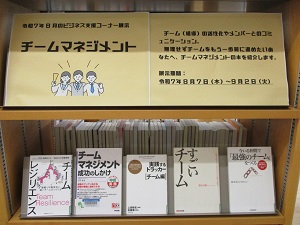 令和7年8月のビジネス支援コーナー展示
チームマネジメント
チーム(組織)の活性化やメンバーとのコミュ
ニケーション。
無理せずチームをもう一歩前に進めたいあ
なたへ、チームマネジメント本を紹介します。
展示期間:
令和7年8月7日(木)~9月2日(火)
チーム
レジリエンス
Team
Resilience
チーム
マネジメント
成功のしかけ
実践する
ドラッカー
【チーム編】
すごい
チーム
「最強のチーム」